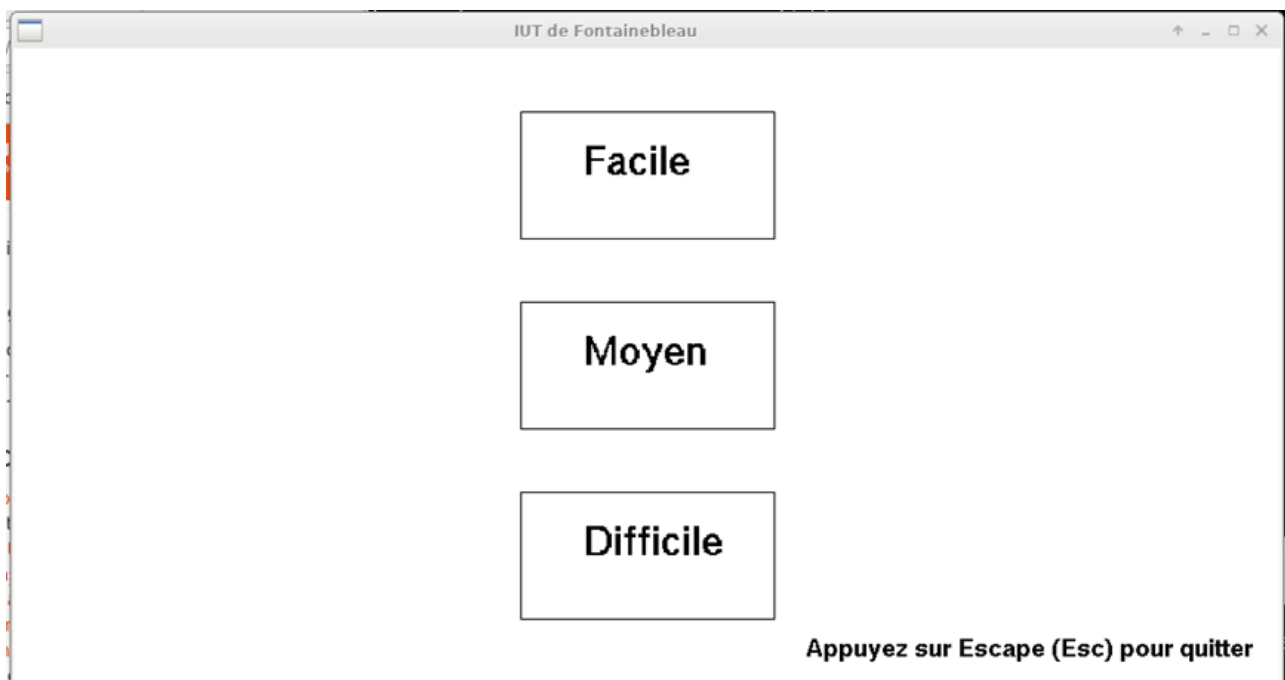 IUT de Fontainebleau
Facile
Moyen
Difficile
Appuyez sur Escape (Esc) pour quitter